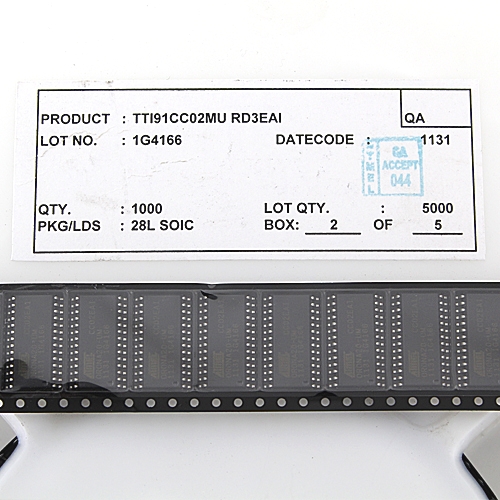 PRODUCT : TTI91CC02MU RD3EAI
QA
LOT NO. : 1G4166
DATECODE : 1131
ATMEL
QA
ACCEPT
044
QTY. : 1000
LOT QTY. : 5000
PKG/LDS : 28L SOIC
BOX: 2 OF 5